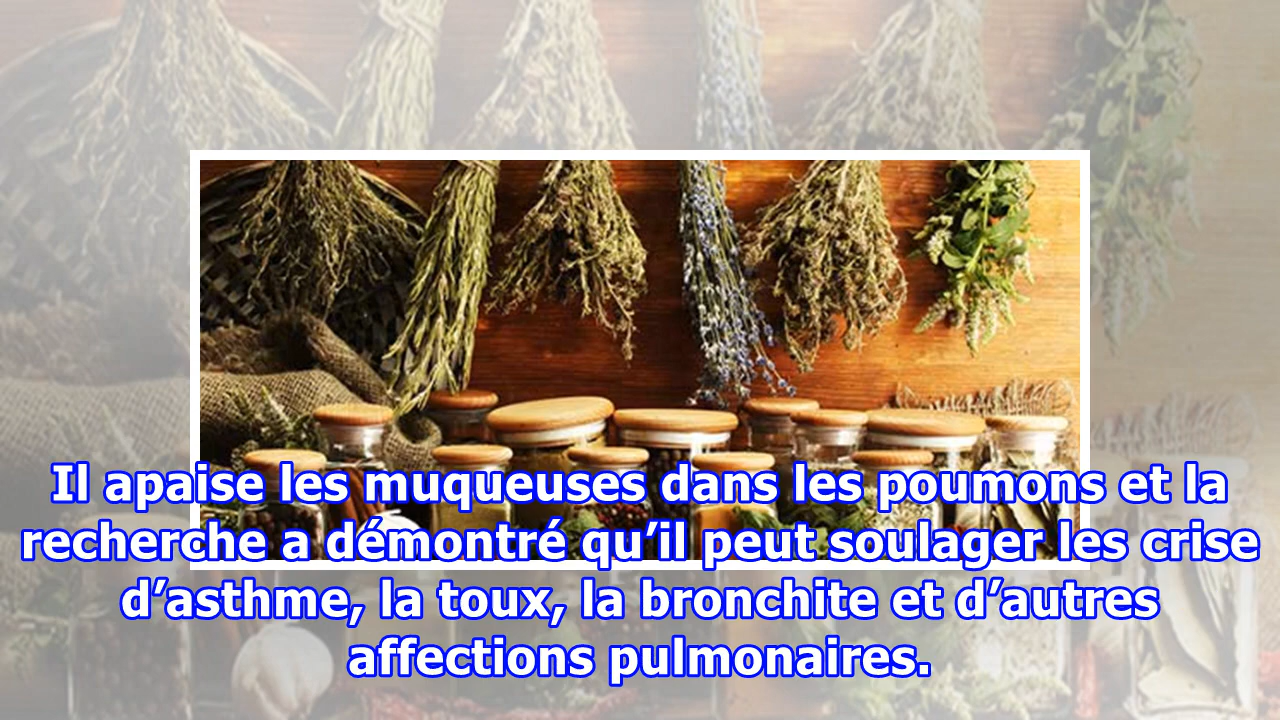 Il apaise les muqueuses dans les poumons et la
recherche a démontré qu’il peut soulager les crise
d’asthme, la toux, la bronchite et d’autres
affections pulmonaires.